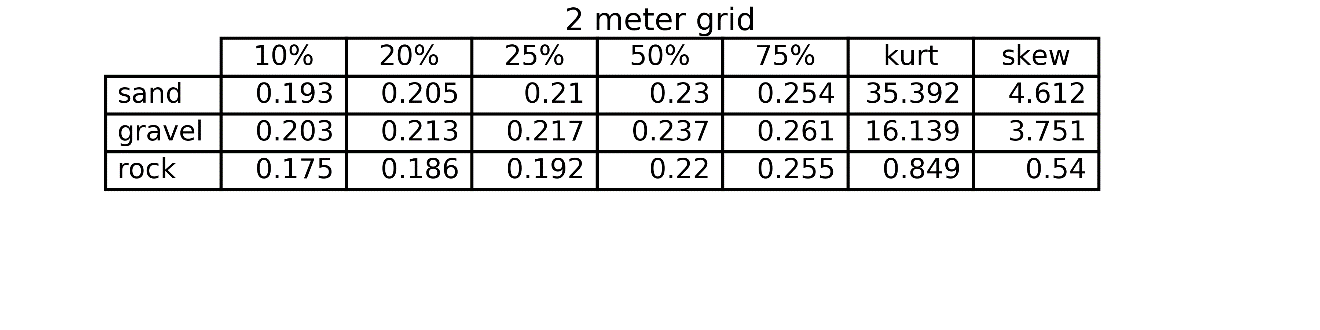 2 meter grid
10% 20% 25% 50% 75% kurt skew
sand 0.193 0.205 0.21 0.23 0.254 35.392 4.612
gravel 0.203 0.213 0.217 0.237 0.261 16.139 3.751
rock 0.175 0.186 0.192 0.22 0.255 0.849 0.54